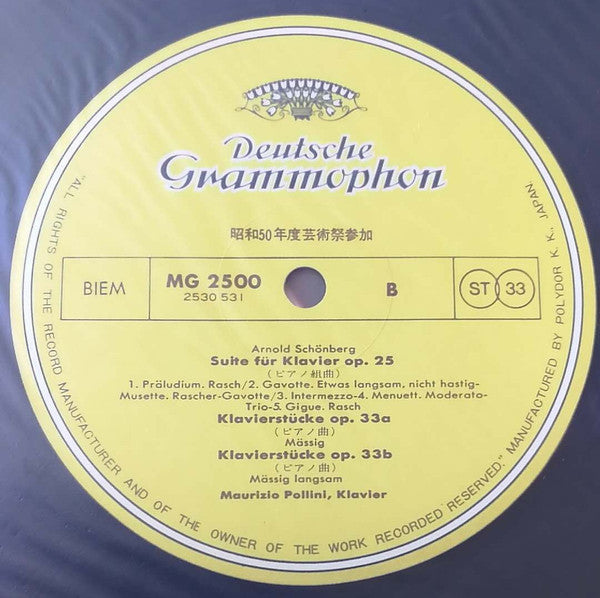 Deutsche
Grammophon
昭和50年度芸術祭参加
BIEM
MG 2500
2530 531
B
ST 33
Arnold Schönberg
Suite für Klavier op. 25
(ピアノ組曲)
1. Präludium. Rasch/2. Gavotte. Etwas langsam, nicht hastig-
Musette. Rascher-Gavotte/3. Intermezzo-4. Menuett. Moderato-
Trio-5. Gigue. Rasch
Klavierstücke op. 33a
(ピアノ曲)
Mässig
Klavierstücke op. 33b
(ピアノ曲)
Mässig langsam
Maurizio Pollini, Klavier
"ALL RIGHTS OF THE RECORD MANUFACTURER AND OF THE OWNER OF THE WORK RECORDED RESERVED." MANUFACTURED BY POLYDOR K. K., JAPAN.